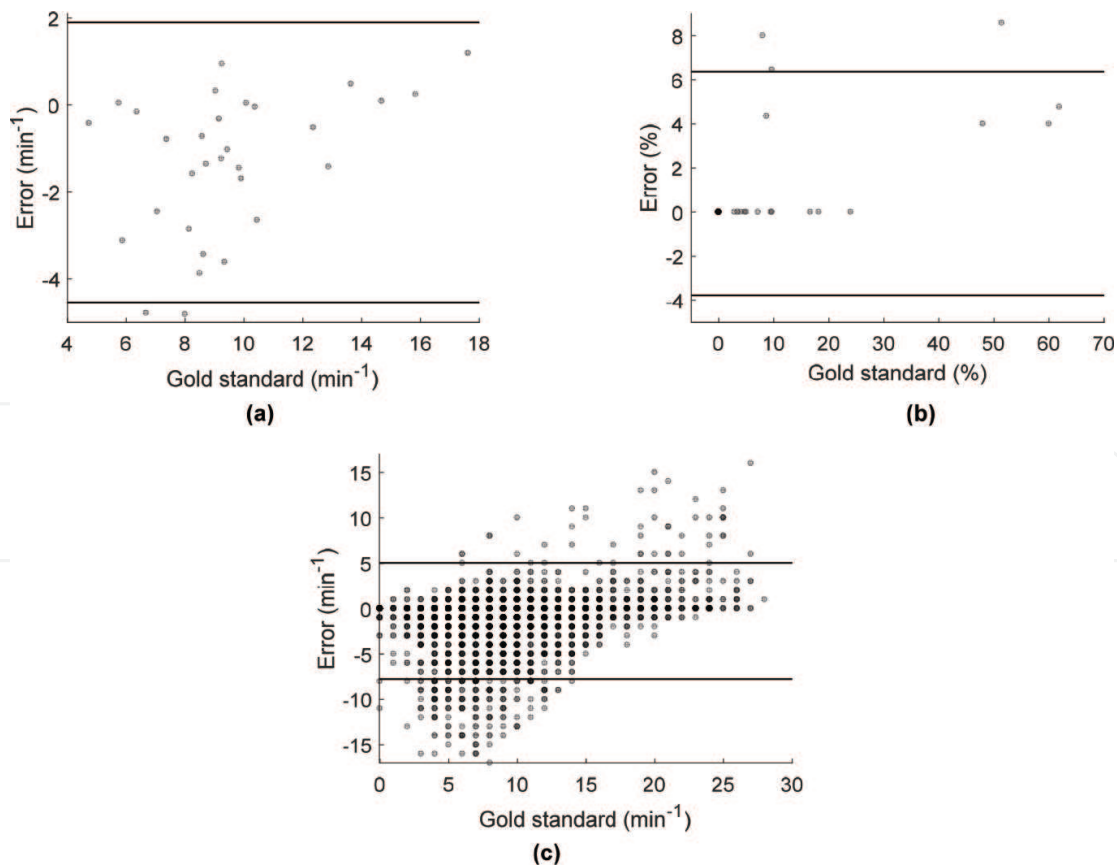 2
0
-2
-4
Error (min⁻¹)
4 6 8 10 12 14 16 18
Gold standard (min⁻¹)
(a)
8
6
4
2
0
-2
-4
Error (%)
0 10 20 30 40 50 60 70
Gold standard (%)
(b)
15
10
5
0
-5
-10
-15
Error (min⁻¹)
0 5 10 15 20 25 30
Gold standard (min⁻¹)
(c)